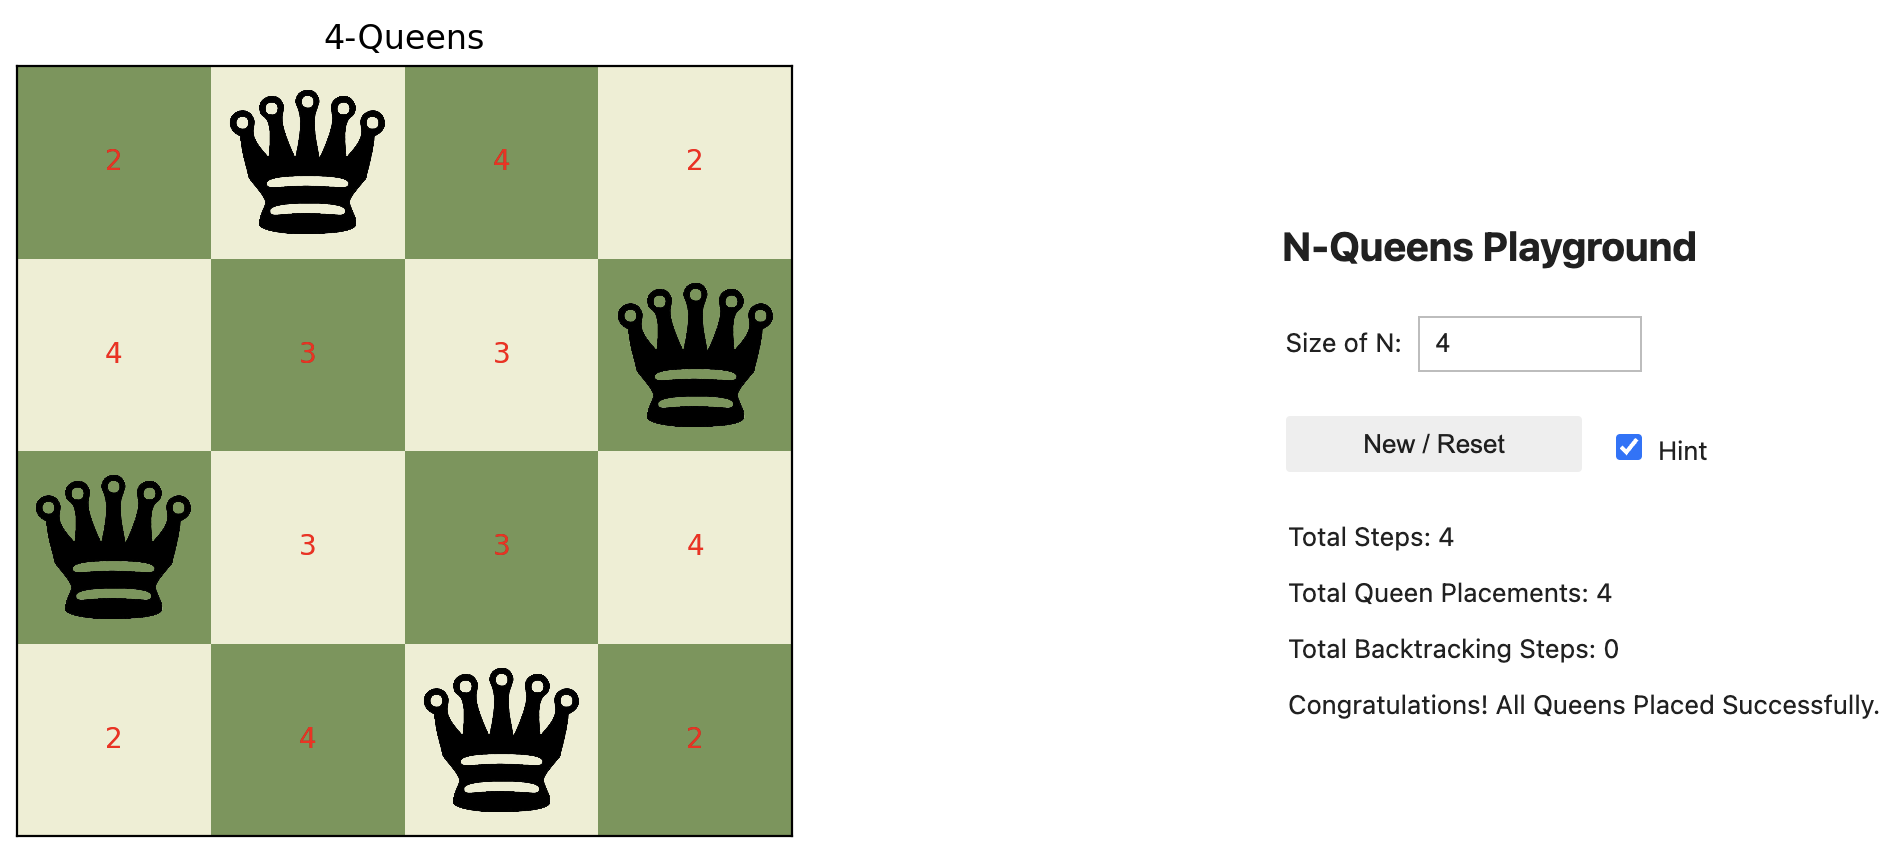 4-Queens
2 4 2
4 3 3
3 3 4
2 4 2
N-Queens Playground
Size of N: 4
New / Reset Hint
Total Steps: 4
Total Queen Placements: 4
Total Backtracking Steps: 0
Congratulations! All Queens Placed Successfully.